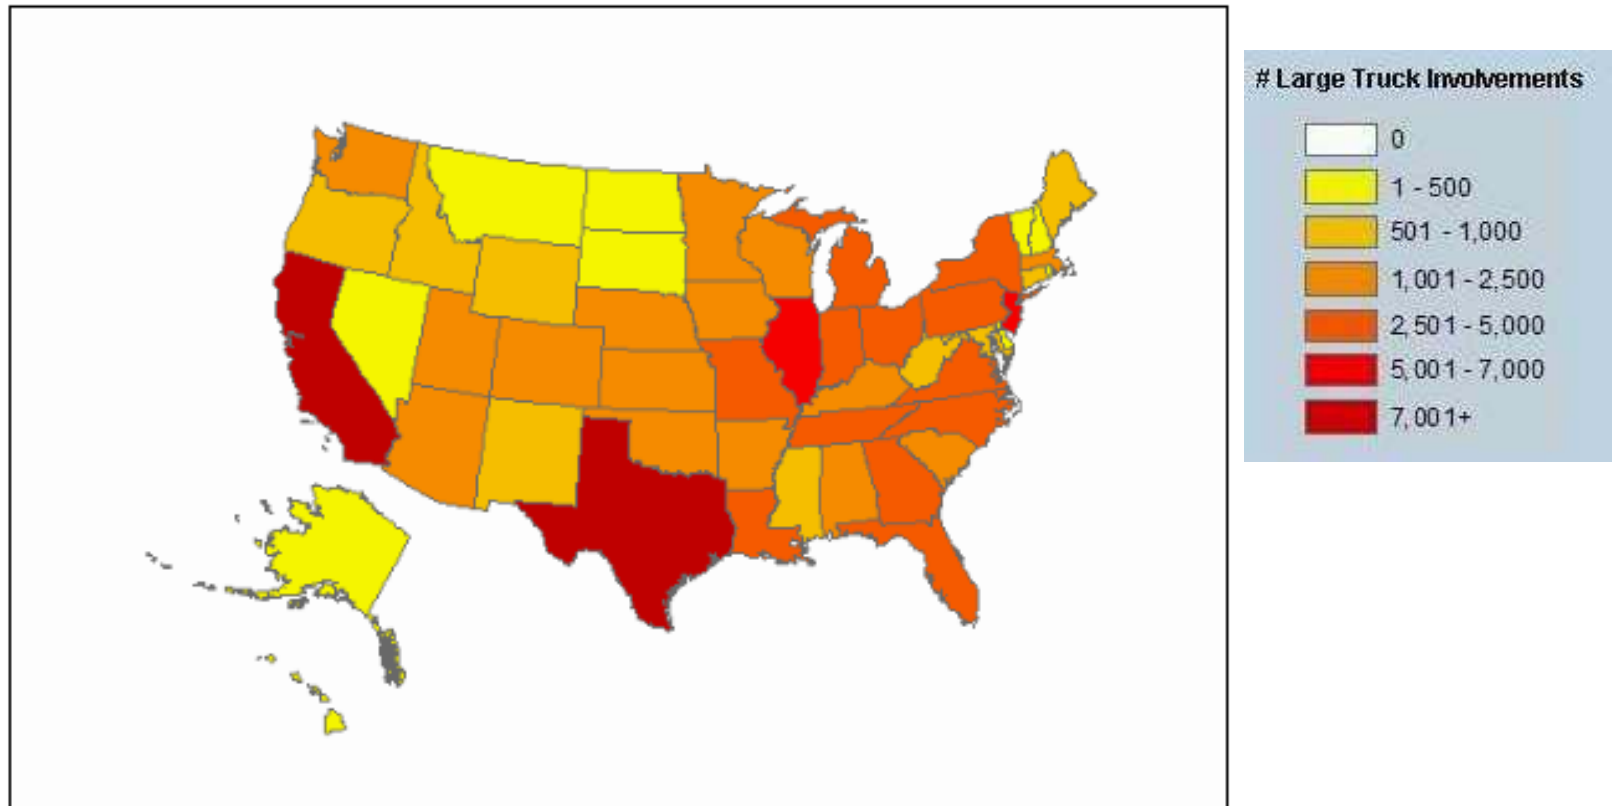 # Large Truck Involvements
0
1 - 500
501 - 1,000
1,001 - 2,500
2,501 - 5,000
5,001 - 7,000
7,001+